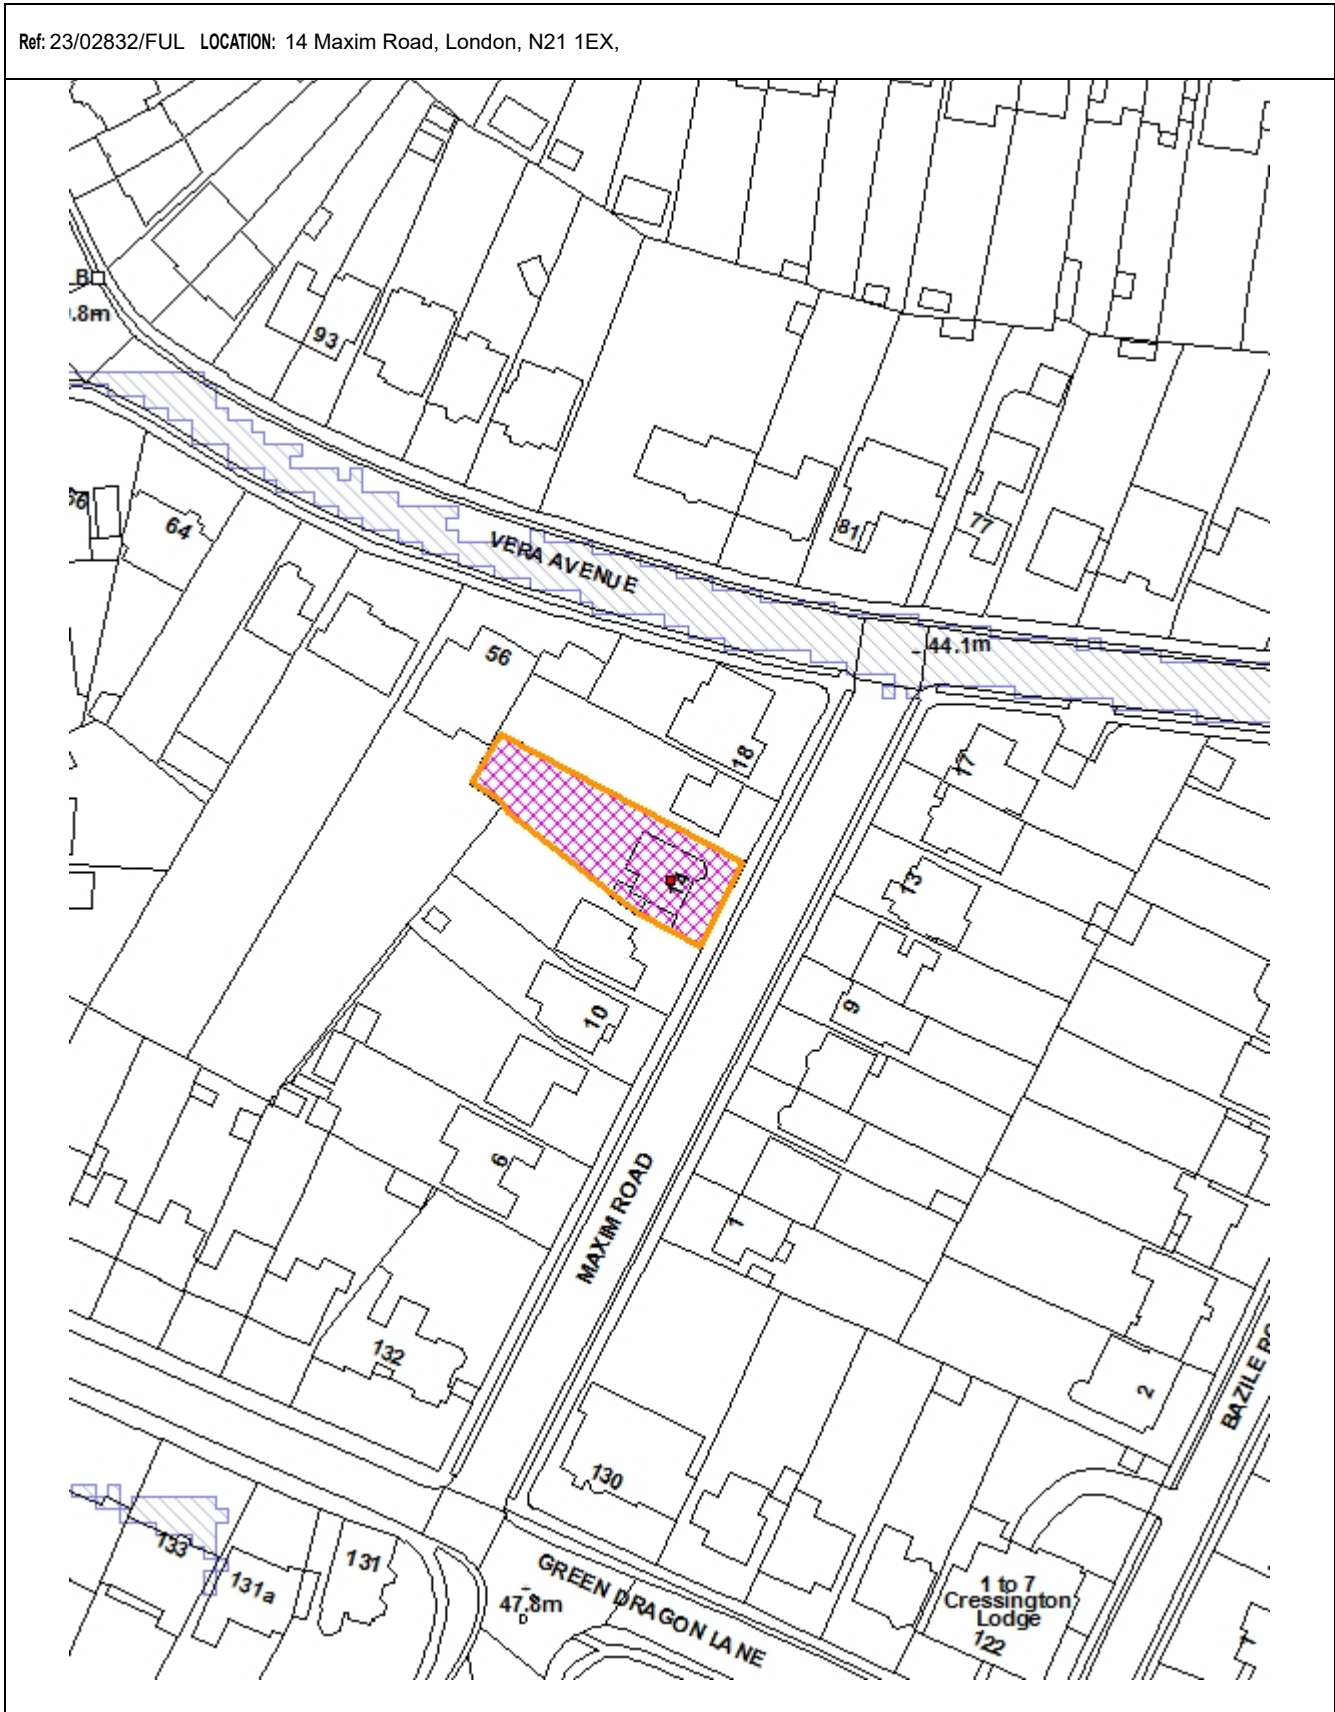 Ref: 23/02832/FUL LOCATION: 14 Maxim Road, London, N21 1EX,
93
64
VERA AVENUE
81
77
44.1m
56
18
17
14
13
10
9
6
MAXIM ROAD
1
132
2
130
133
131a
131
47.8m
GREEN DRAGON LANE
1 to 7
Cressington
Lodge
122
1